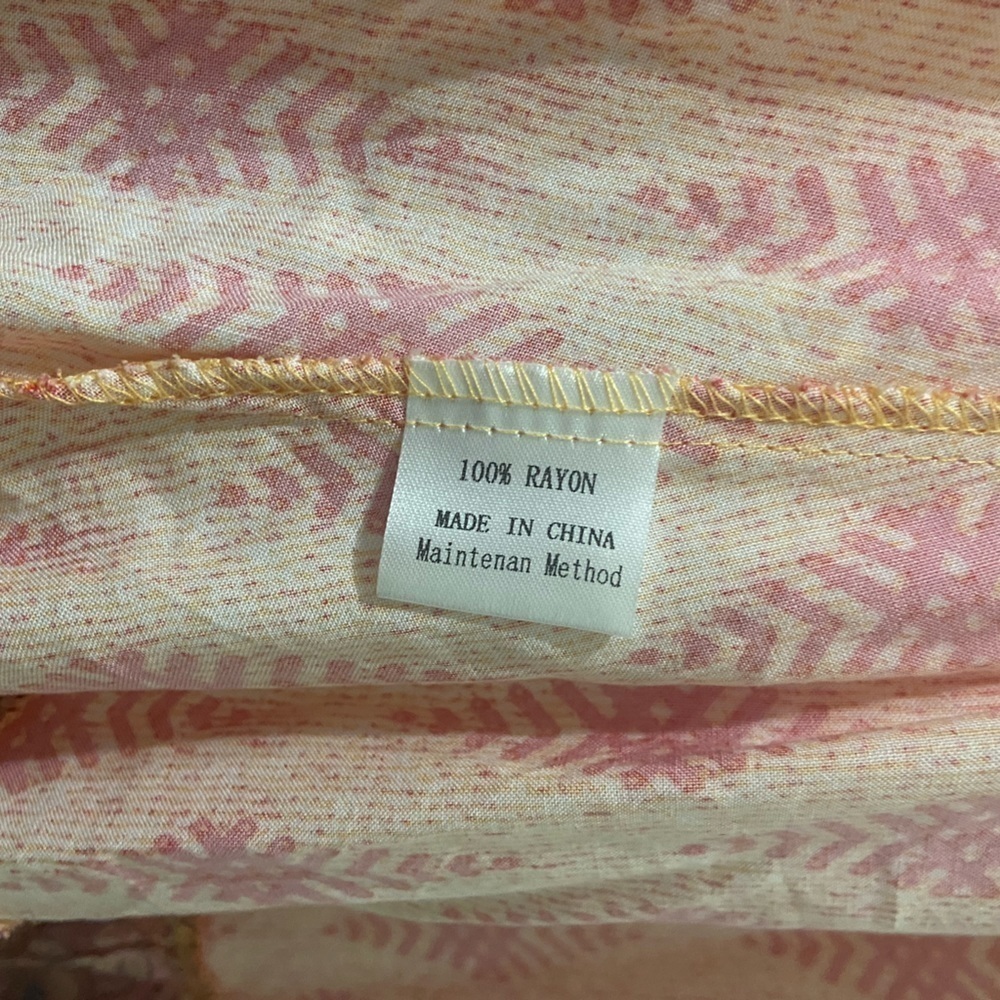 100% RAYON
MADE IN CHINA
Maintenan Method